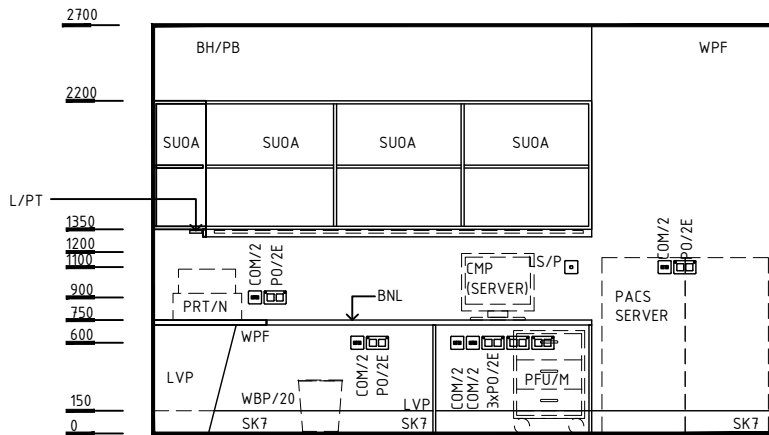 2700
BH/PB
WPF
2200
SUOA
SUOA
SUOA
SUOA
L/PT
1350
1200
1100
900
750
600
150
0
COM/2
PO/2E
CMP
(SERVER)
LS/P
COM/2
PO/2E
PRT/N
BNL
PACS
SERVER
WPF
LVP
COM/2
PO/2E
COM/2
COM/2
3xPO/2E
PFU/M
WBP/20
LVP
SK7
SK7
SK7